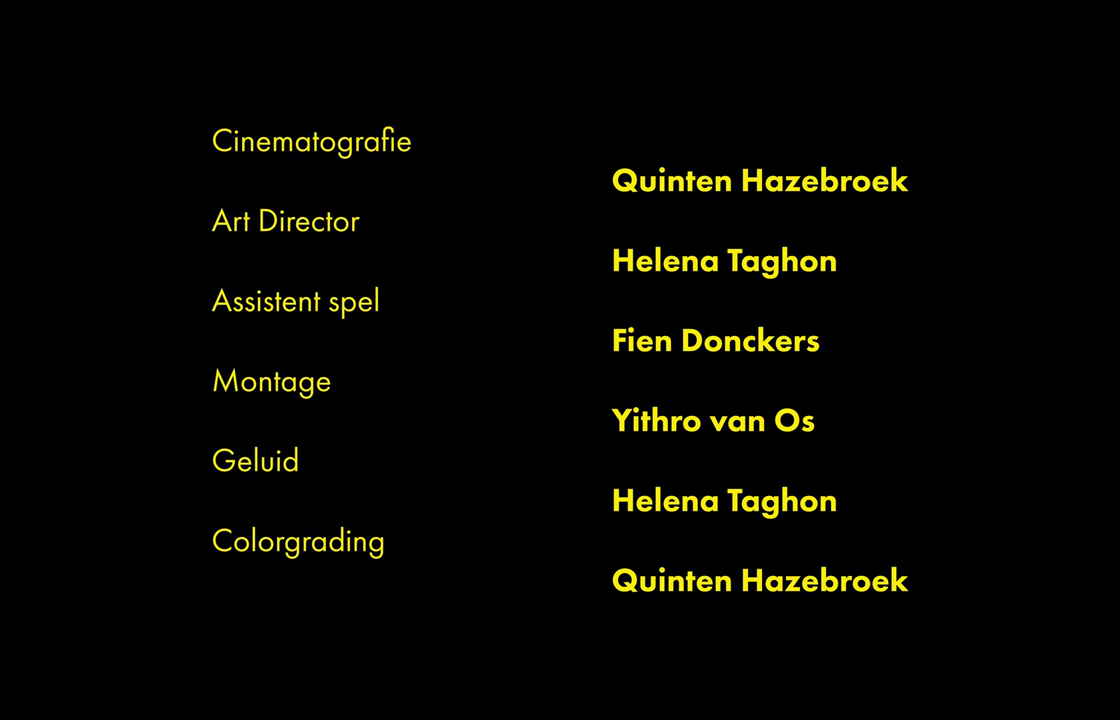 Cinematografie
Quinten Hazebroek
Art Director
Helena Taghon
Assistent spel
Fien Donckers
Montage
Yithro van Os
Geluid
Helena Taghon
Colorgrading
Quinten Hazebroek